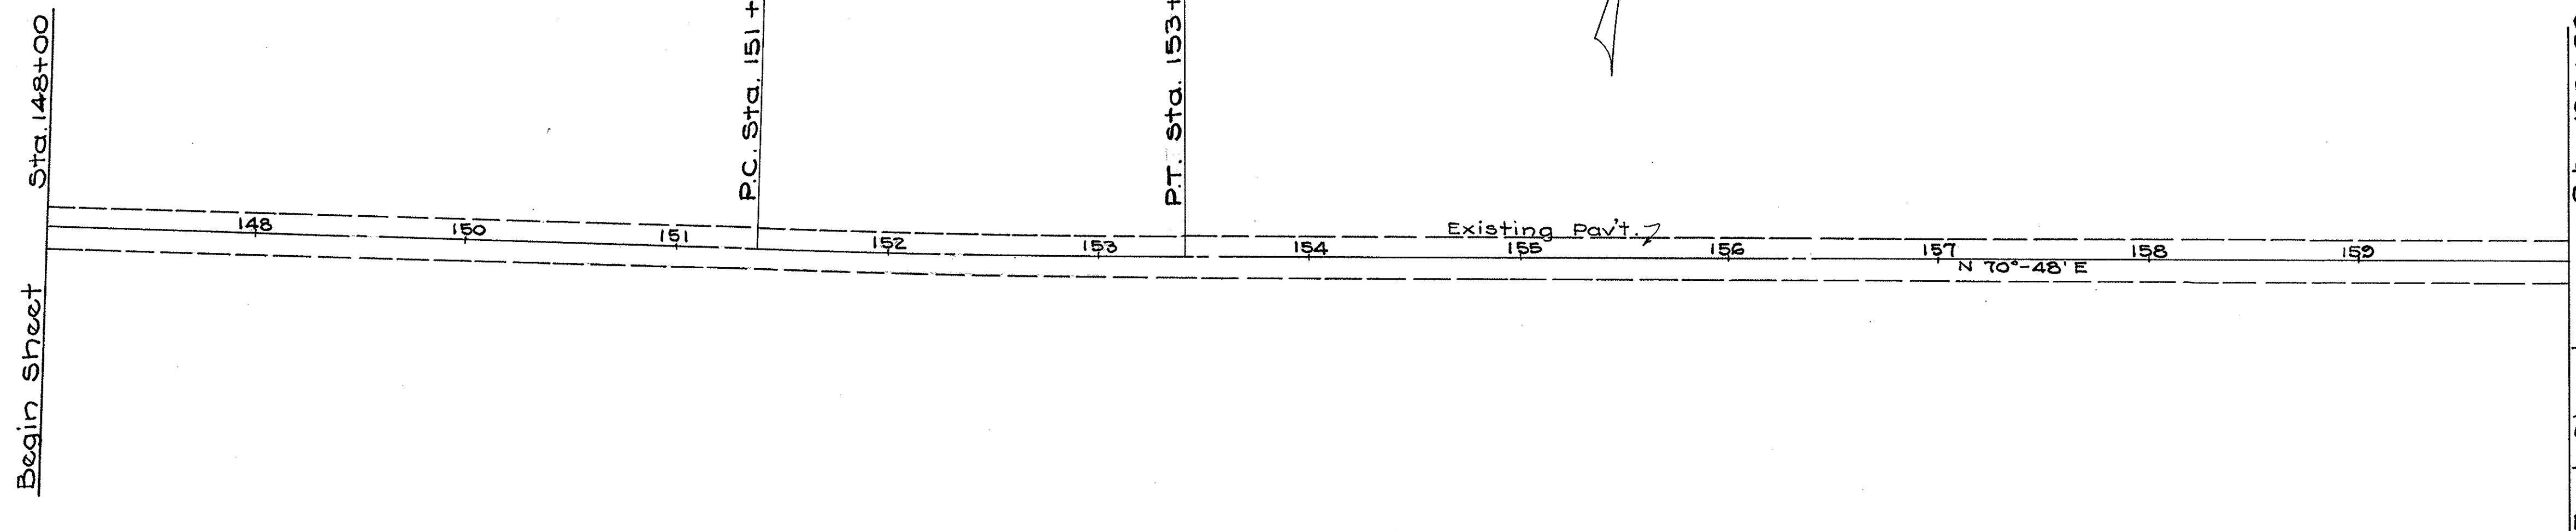 Begin Sheet Sta. 148+00
P.C. Sta. 151+
P.T. Sta. 153+
Existing Pav't.
148 150 151 152 153 154 155 156 157 158 159
N 70°-48' E